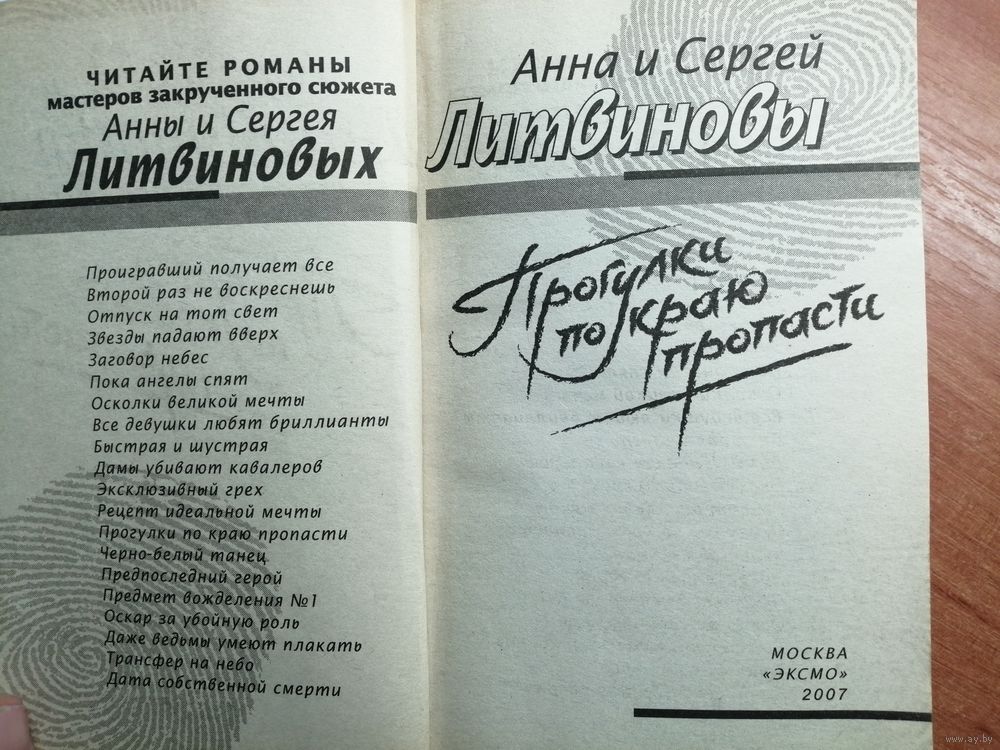 ЧИТАЙТЕ РОМАНЫ
мастеров закрученного сюжета
Анны и Сергея
Литвиновых
Проигравший получает все
Второй раз не воскреснешь
Отпуск на тот свет
Звезды падают вверх
Заговор небес
Пока ангелы спят
Осколки великой мечты
Все девушки любят бриллианты
Быстрая и шустрая
Дамы убивают кавалеров
Эксклюзивный грех
Рецепт идеальной мечты
Прогулки по краю пропасти
Черно-белый танец
Предпоследний герой
Предмет вожделения №1
Оскар за убойную роль
Даже ведьмы умеют плакать
Трансфер на небо
Дата собственной смерти
Анна и Сергей
Литвиновы
Прогулки
по краю
пропасти
МОСКВА
«ЭКСМО»
2007
www.ay.by